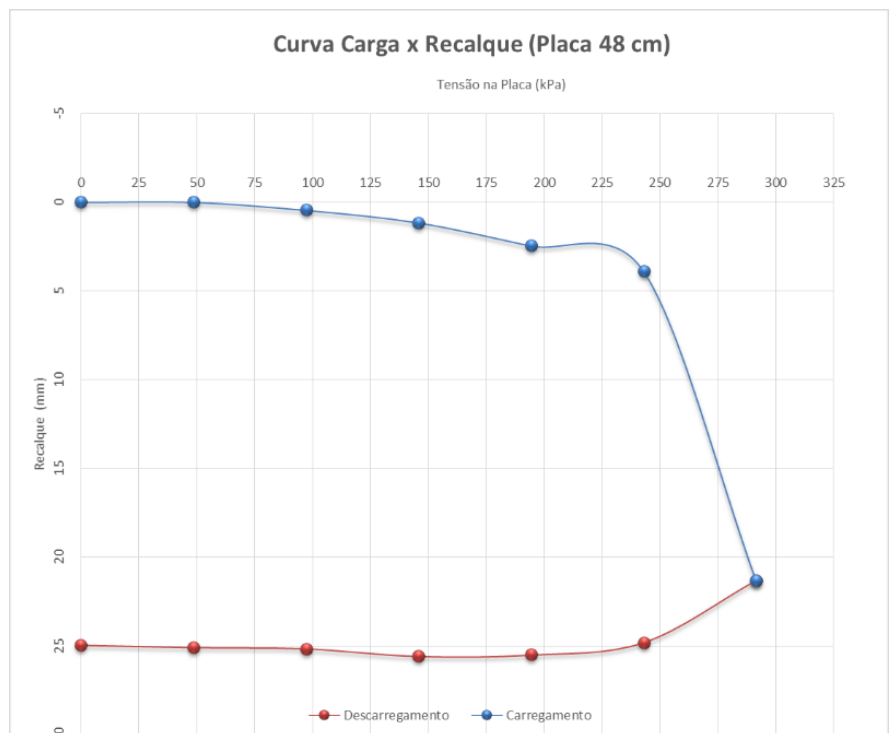 Curva Carga x Recalque (Placa 48 cm)
Tensão na Placa (kPa)
-5
0 25 50 75 100 125 150 175 200 225 250 275 300 325
0
5
10
15
20
25
0
Recalque (mm)
Descarregamento Carregamento